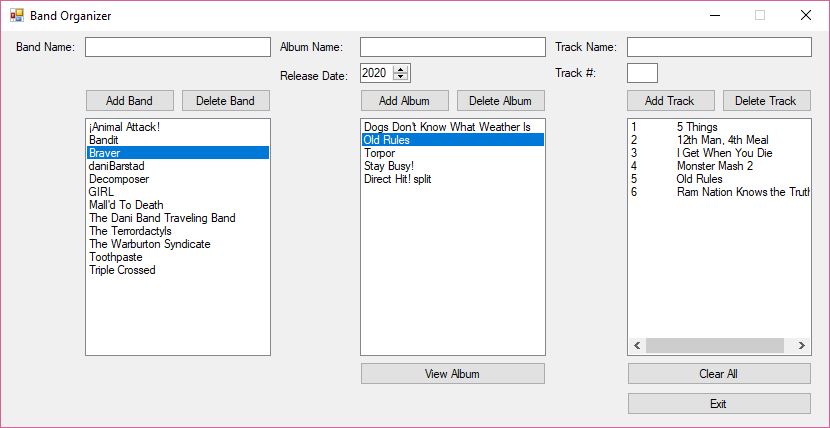 Band Organizer
Band Name:
Album Name:
Track Name:
Release Date:
2020
Track #:
Add Band
Delete Band
Add Album
Delete Album
Add Track
Delete Track
¡Animal Attack!
Bandit
Braver
daniBarstad
Decomposer
GIRL
Mall'd To Death
The Dani Band Traveling Band
The Terrordactyls
The Warburton Syndicate
Toothpaste
Triple Crossed
Dogs Don't Know What Weather Is
Old Rules
Torpor
Stay Busy!
Direct Hit! split
1 5 Things
2 12th Man, 4th Meal
3 I Get When You Die
4 Monster Mash 2
5 Old Rules
6 Ram Nation Knows the Truth
View Album
Clear All
Exit